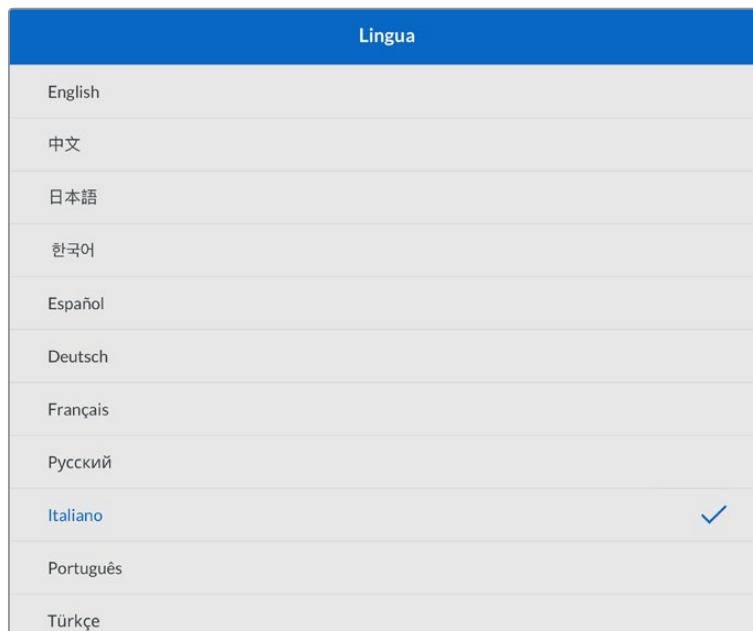 Lingua
English
中文
日本語
한국어
Español
Deutsch
Français
Русский
Italiano
Português
Türkçe